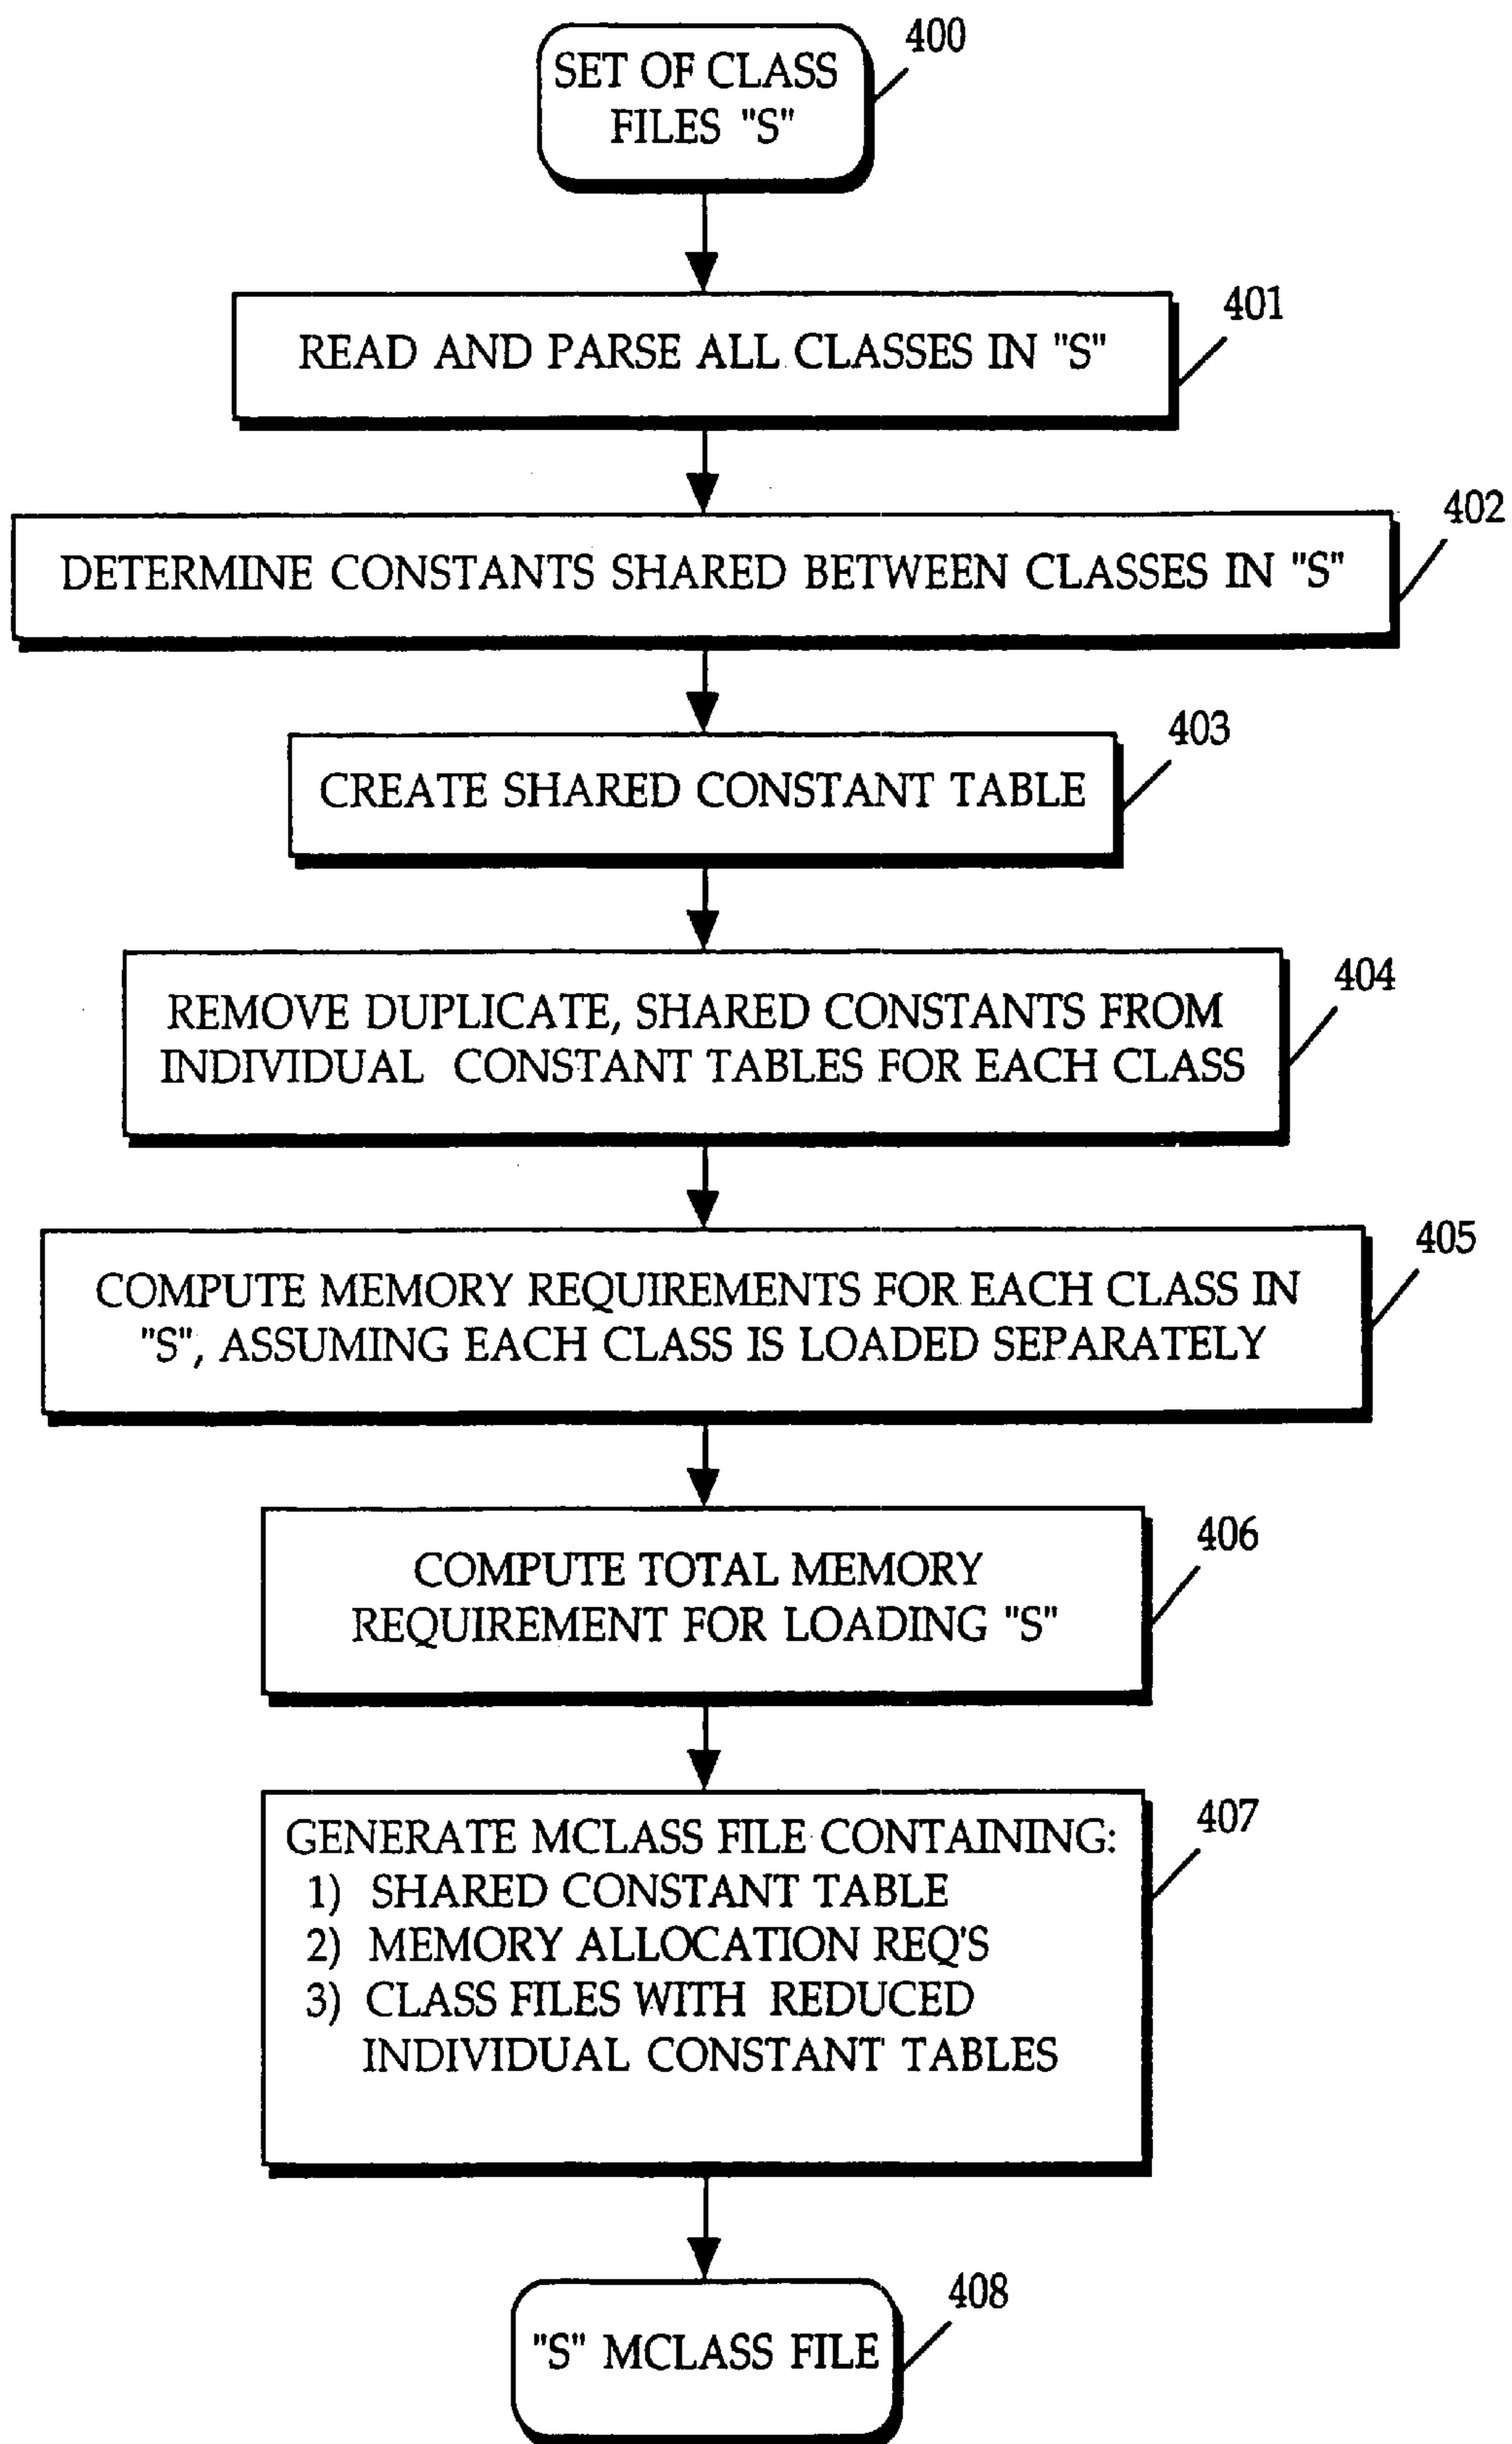 400
SET OF CLASS
FILES "S"
401
READ AND PARSE ALL CLASSES IN "S"
402
DETERMINE CONSTANTS SHARED BETWEEN CLASSES IN "S"
403
CREATE SHARED CONSTANT TABLE
404
REMOVE DUPLICATE, SHARED CONSTANTS FROM
INDIVIDUAL CONSTANT TABLES FOR EACH CLASS
405
COMPUTE MEMORY REQUIREMENTS FOR EACH CLASS IN
"S", ASSUMING EACH CLASS IS LOADED SEPARATELY
406
COMPUTE TOTAL MEMORY
REQUIREMENT FOR LOADING "S"
407
GENERATE MCLASS FILE CONTAINING:
1) SHARED CONSTANT TABLE
2) MEMORY ALLOCATION REQ'S
3) CLASS FILES WITH REDUCED
INDIVIDUAL CONSTANT TABLES
408
"S" MCLASS FILE